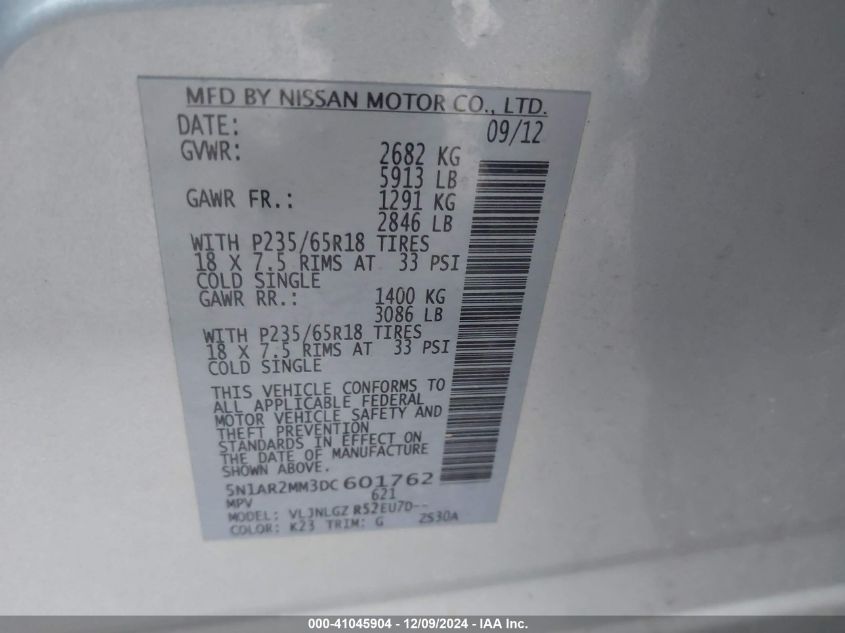 MFD BY NISSAN MOTOR CO., LTD.
DATE: 09/12
GVWR: 2682 KG
5913 LB
GAWR FR.: 1291 KG
2846 LB
WITH P235/65R18 TIRES
18 X 7.5 RIMS AT 33 PSI
COLD SINGLE
GAWR RR.: 1400 KG
3086 LB
WITH P235/65R18 TIRES
18 X 7.5 RIMS AT 33 PSI
COLD SINGLE
THIS VEHICLE CONFORMS TO
ALL APPLICABLE FEDERAL
MOTOR VEHICLE SAFETY AND
THEFT PREVENTION
STANDARDS IN EFFECT ON
THE DATE OF MANUFACTURE
SHOWN ABOVE.
5N1AR2MM3DC601762
MPV 621
MODEL: VLJNLGZ R52EU7D--
COLOR: K23 TRIM: G ZS30A
000-41045904 - 12/09/2024 - IAA Inc.